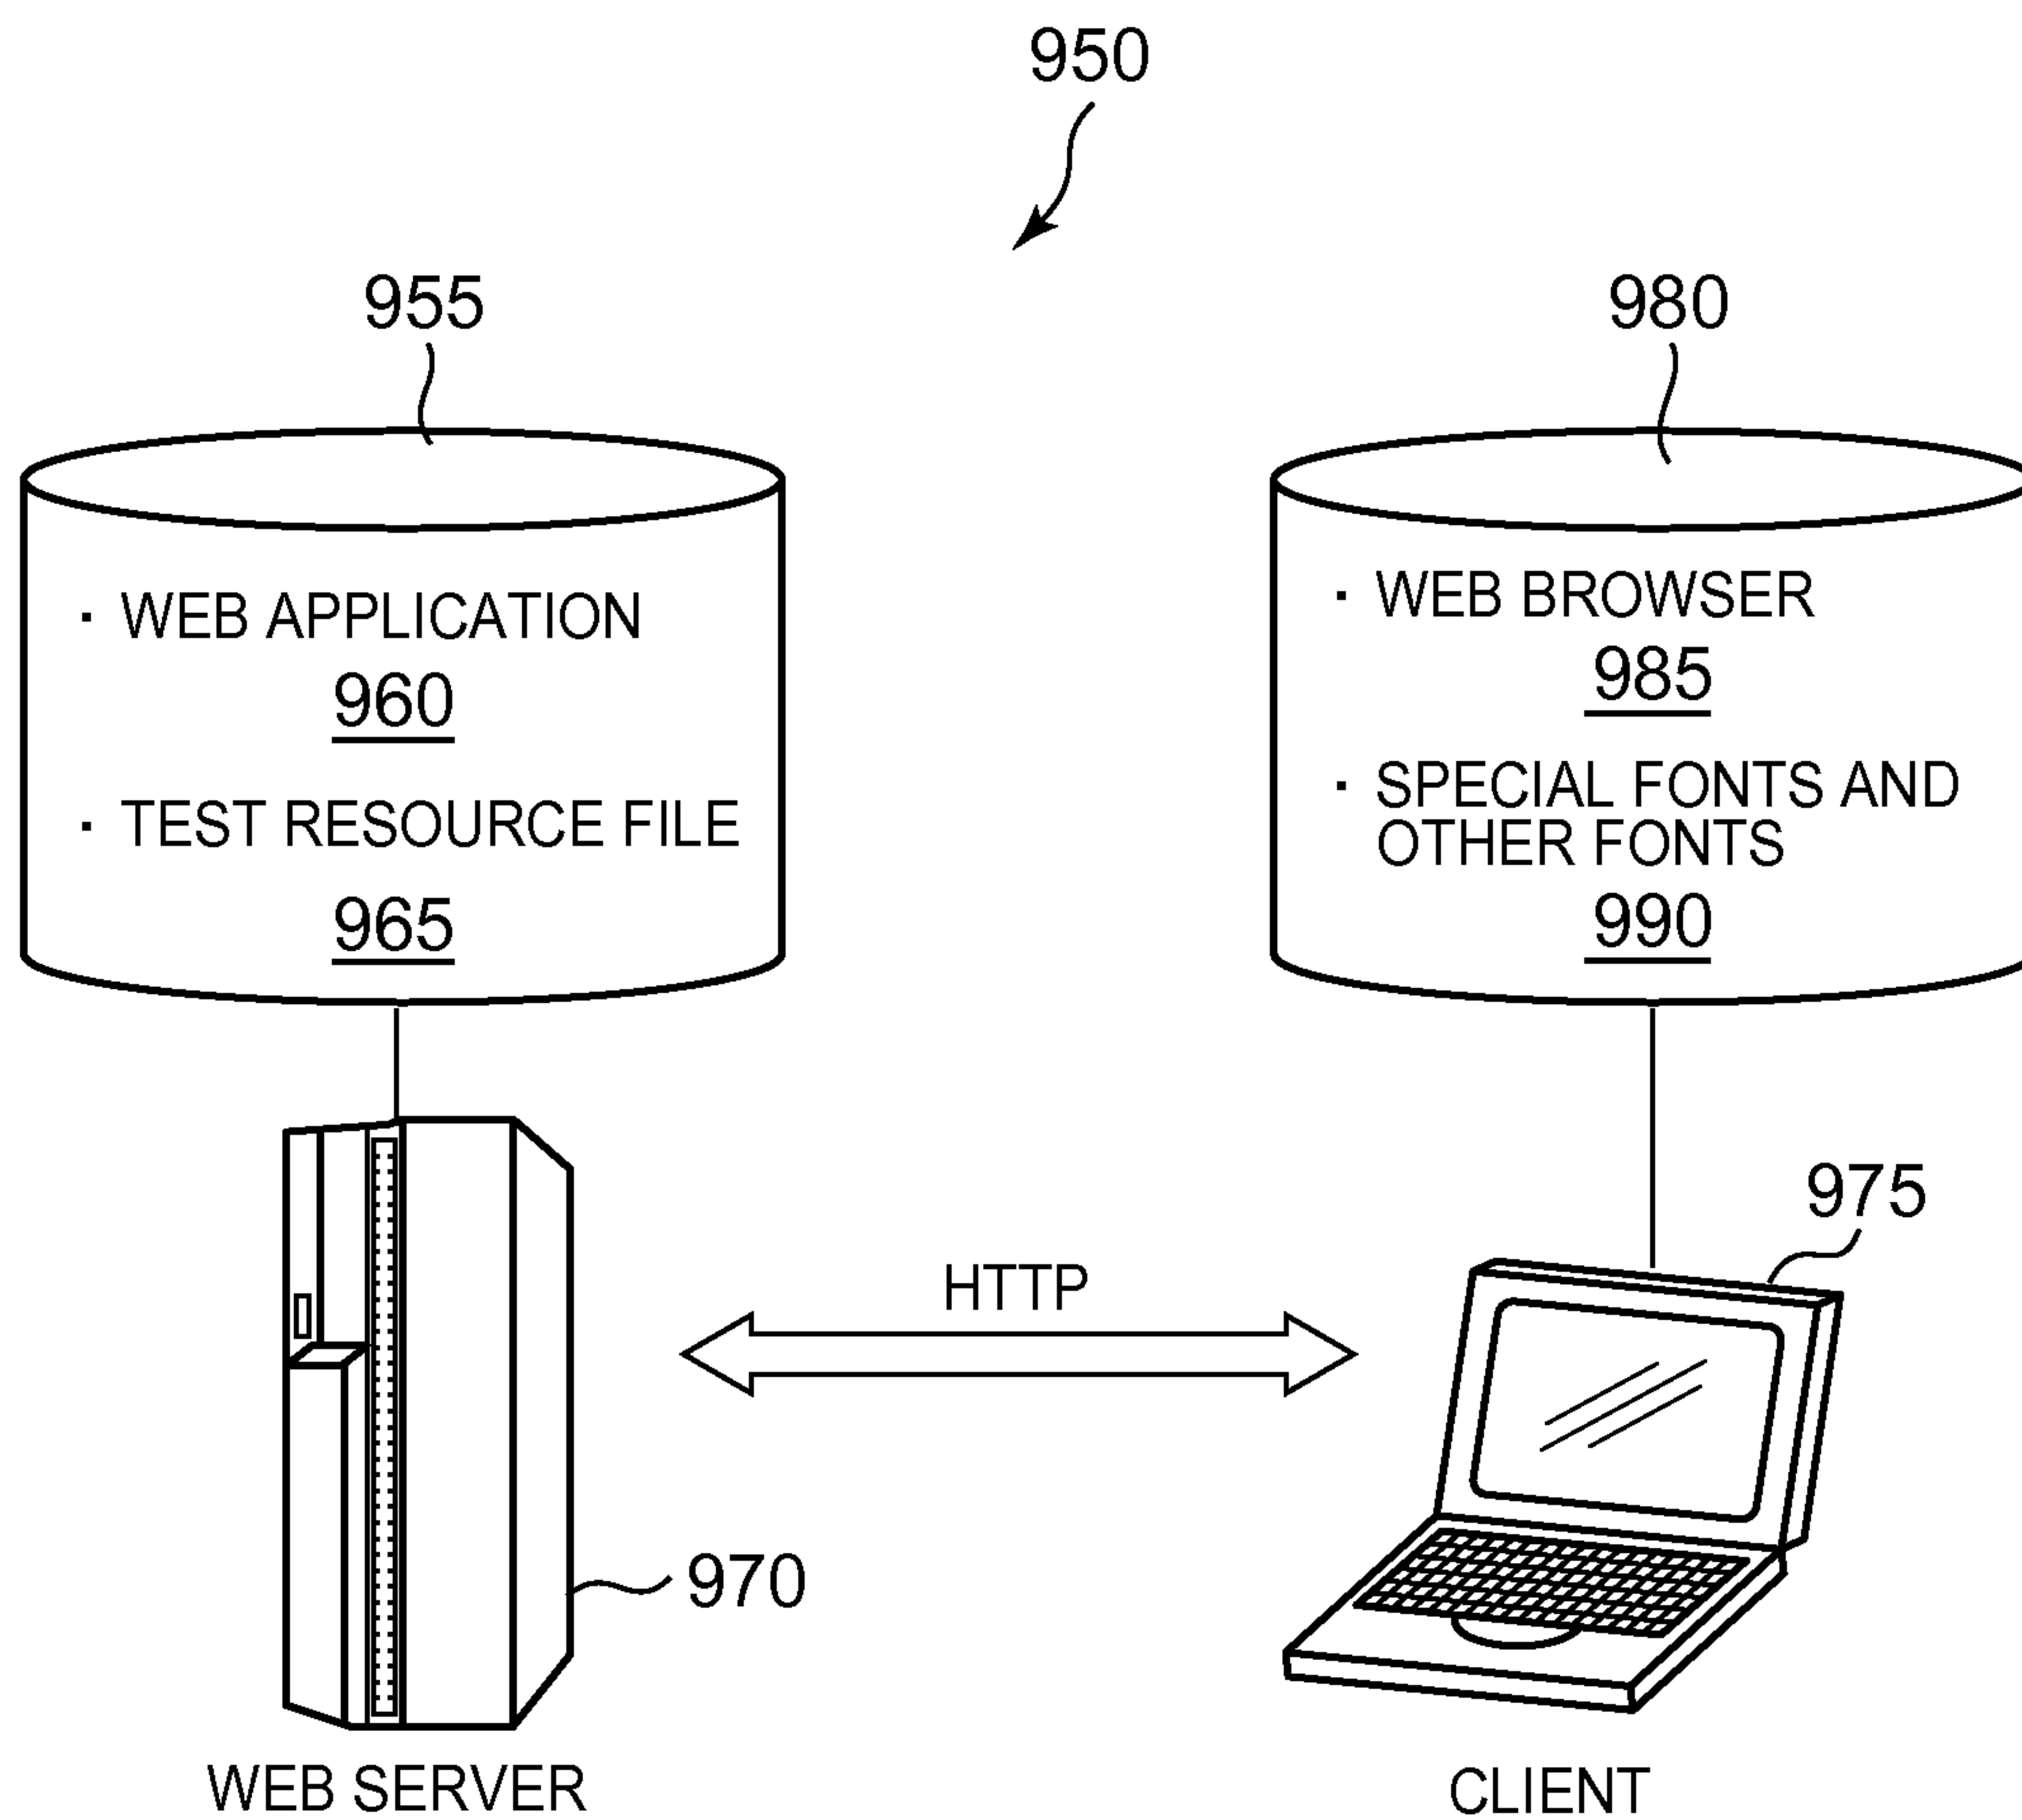 950
955
980
· WEB APPLICATION
960
· TEST RESOURCE FILE
965
· WEB BROWSER
985
· SPECIAL FONTS AND
OTHER FONTS
990
975
HTTP
970
WEB SERVER
CLIENT